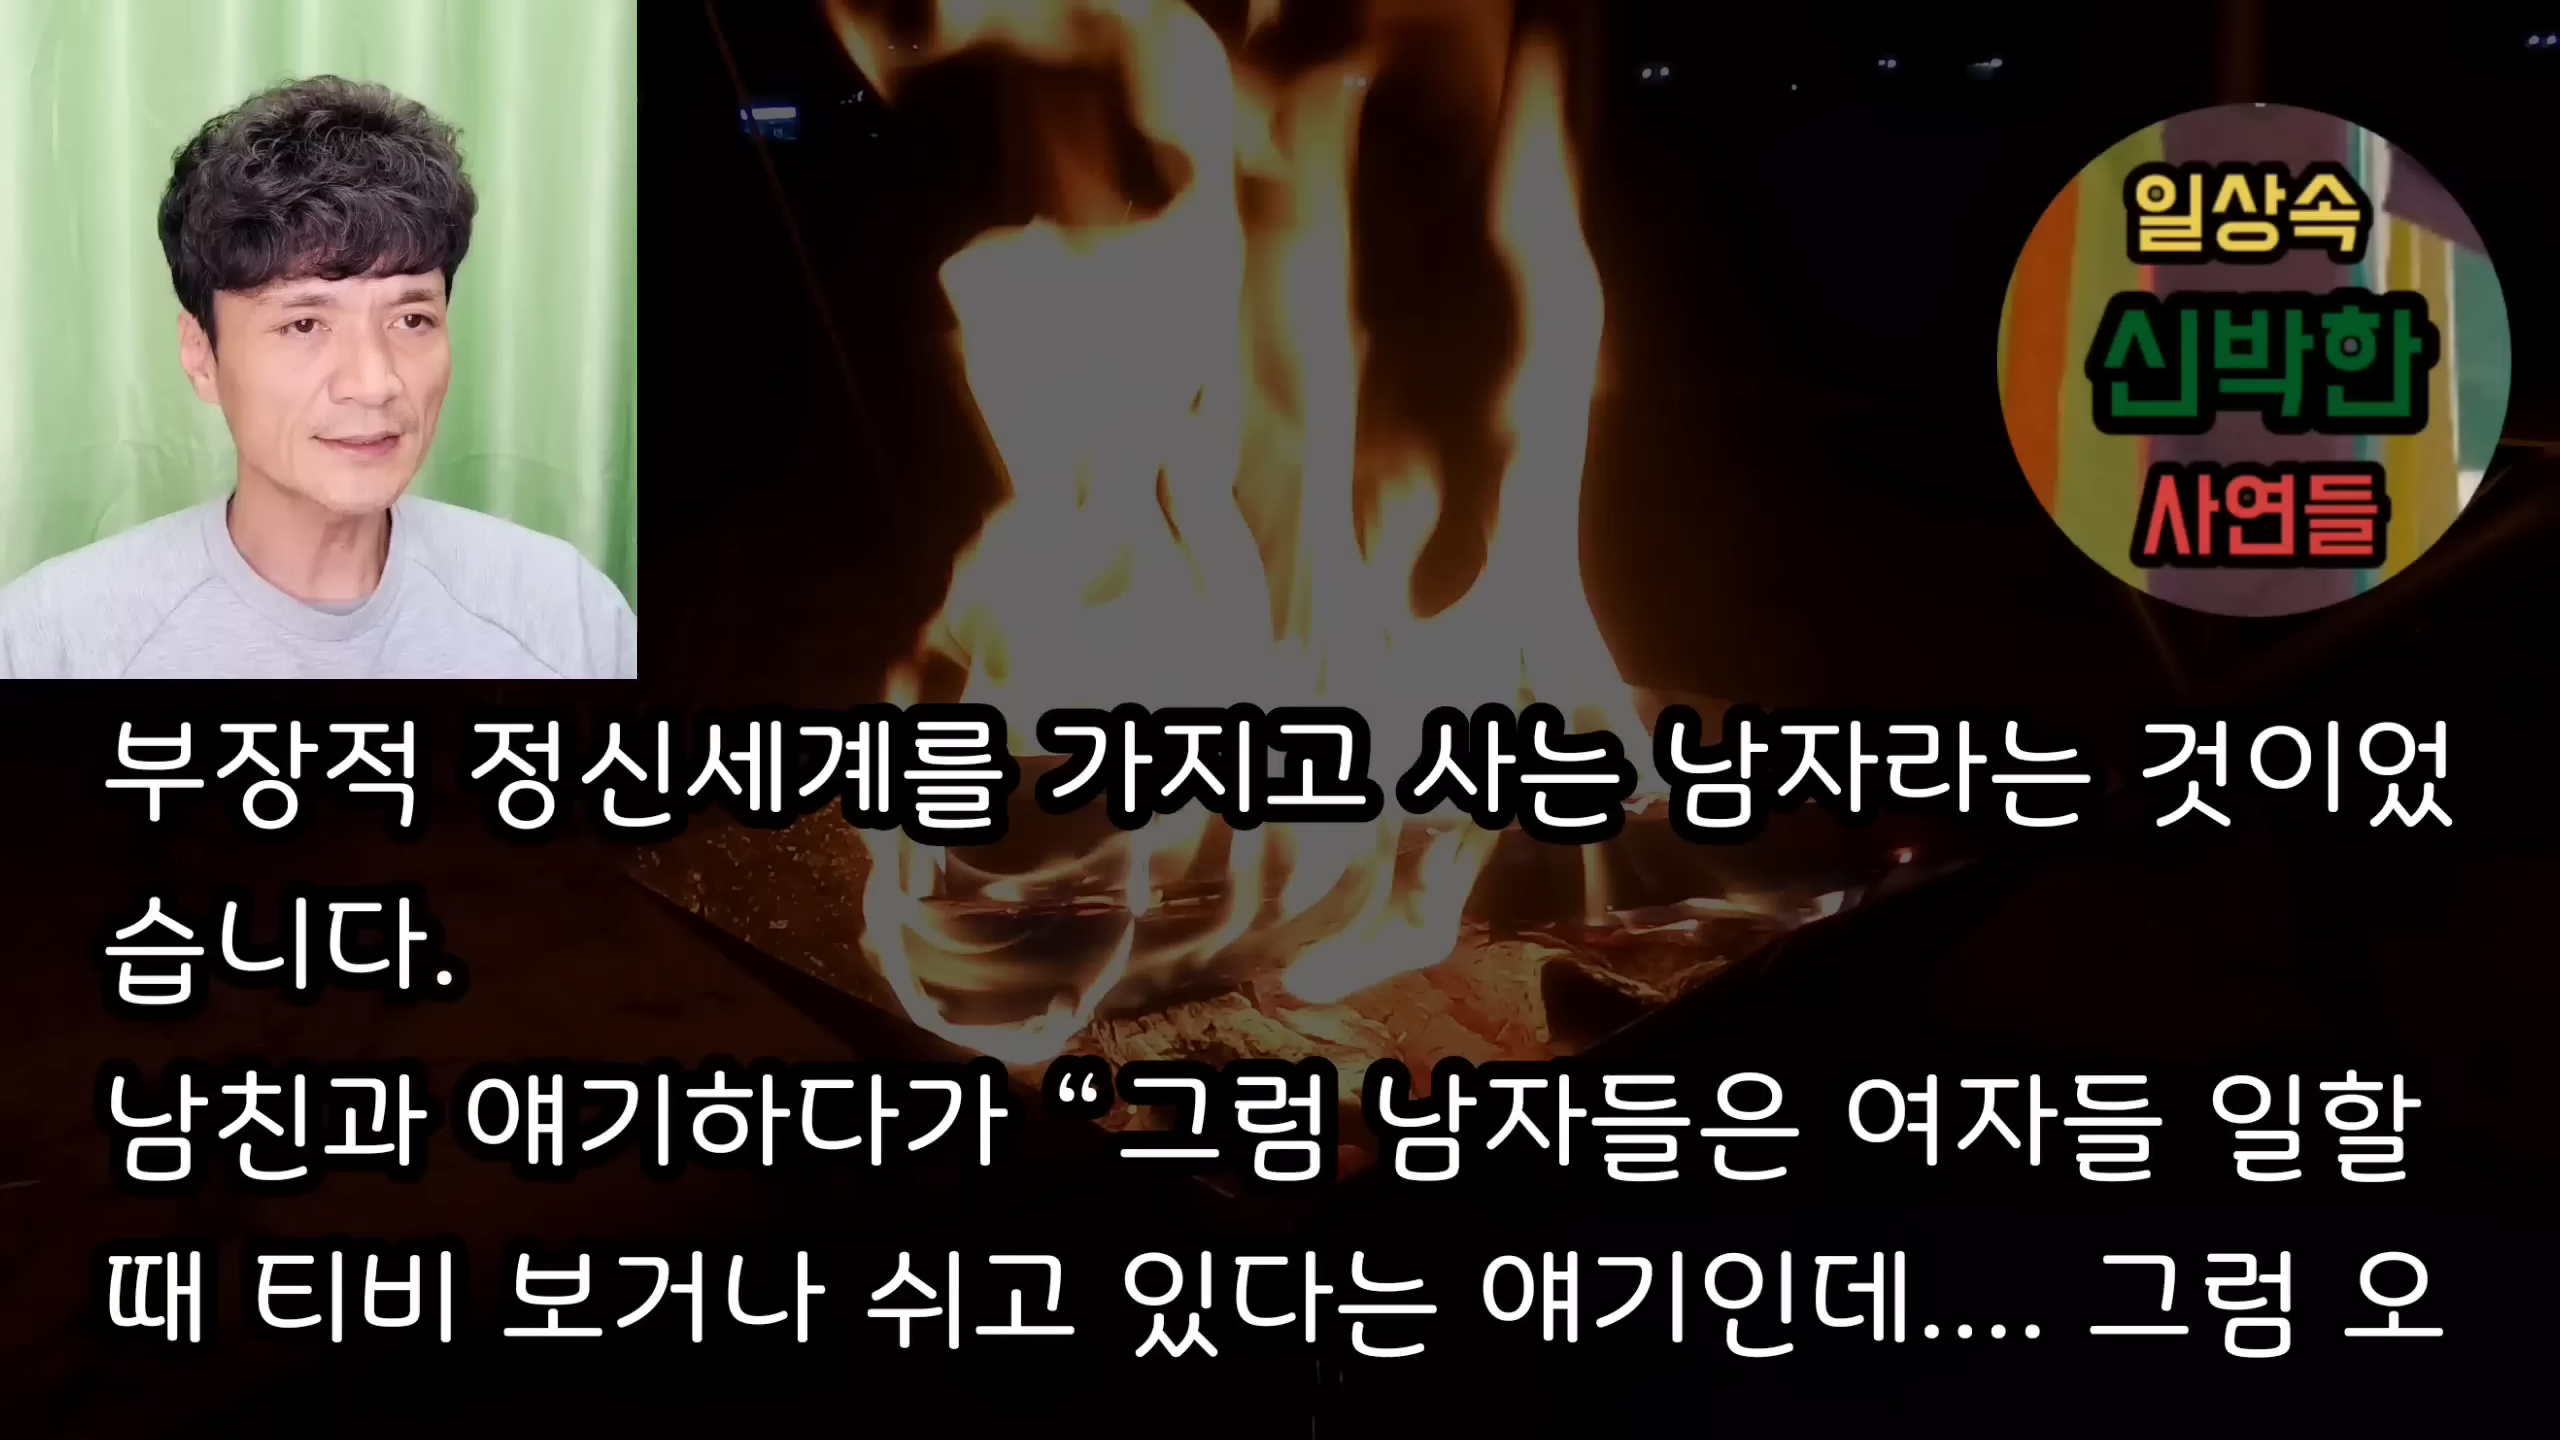 일상속
신박한
사연들
부장적 정신세계를 가지고 사는 남자라는 것이었
습니다.
남친과 얘기하다가 “그럼 남자들은 여자들 일할
때 티비 보거나 쉬고 있다는 얘기인데.... 그럼 오